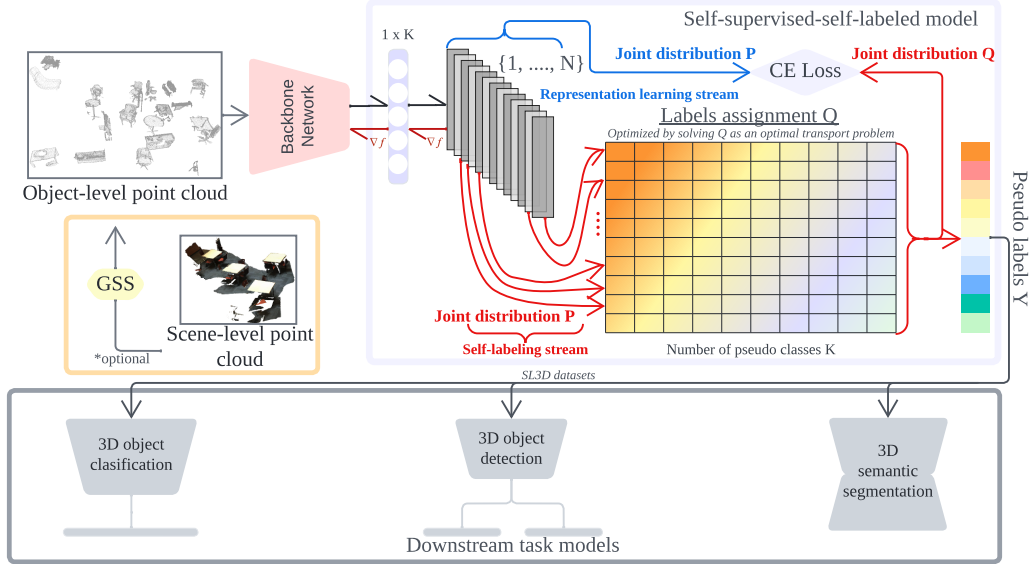 Self-supervised-self-labeled model
1 x K
{1, ...., N}
Joint distribution P
CE Loss
Joint distribution Q
Representation learning stream
Backbone
Network
∇f
∇f
Labels assignment Q
Optimized by solving Q as an optimal transport problem
Object-level point cloud
Pseudo labels Y
GSS
Scene-level point
cloud
*optional
Joint distribution P
Self-labeling stream
Number of pseudo classes K
SL3D datasets
3D object
clasification
3D object
detection
3D
semantic
segmentation
Downstream task models